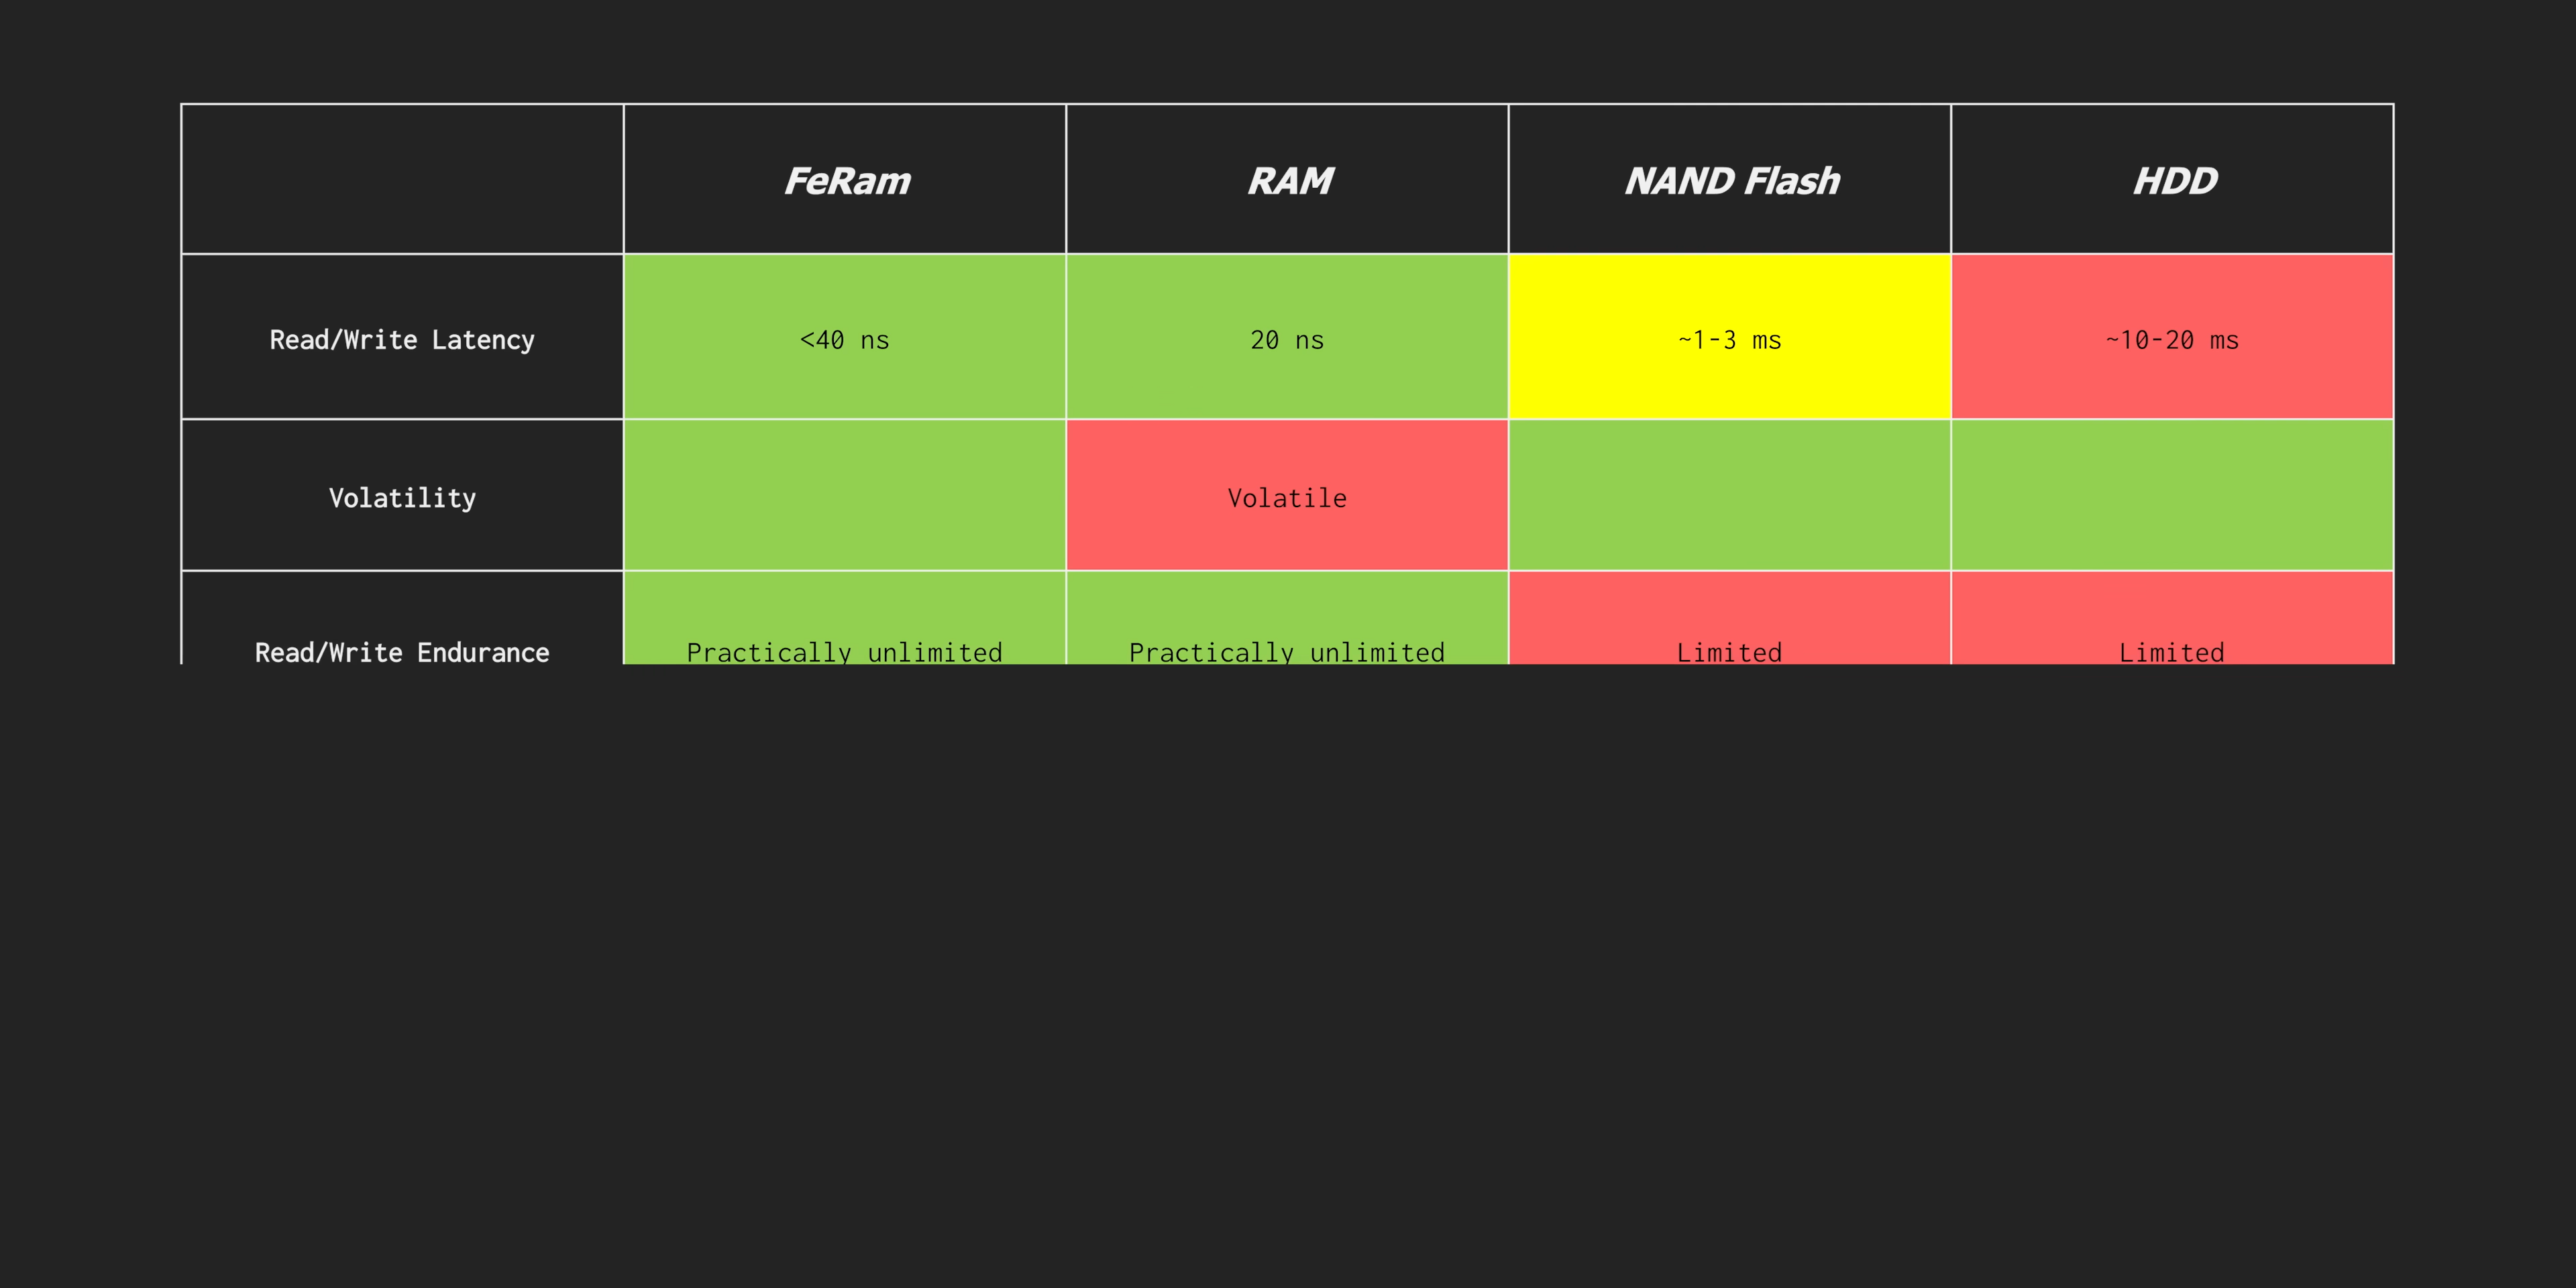 FeRam RAM NAND Flash HDD
Read/Write Latency <40 ns 20 ns ~1-3 ms ~10-20 ms
Volatility Volatile
Read/Write Endurance Practically unlimited Practically unlimited Limited Limited